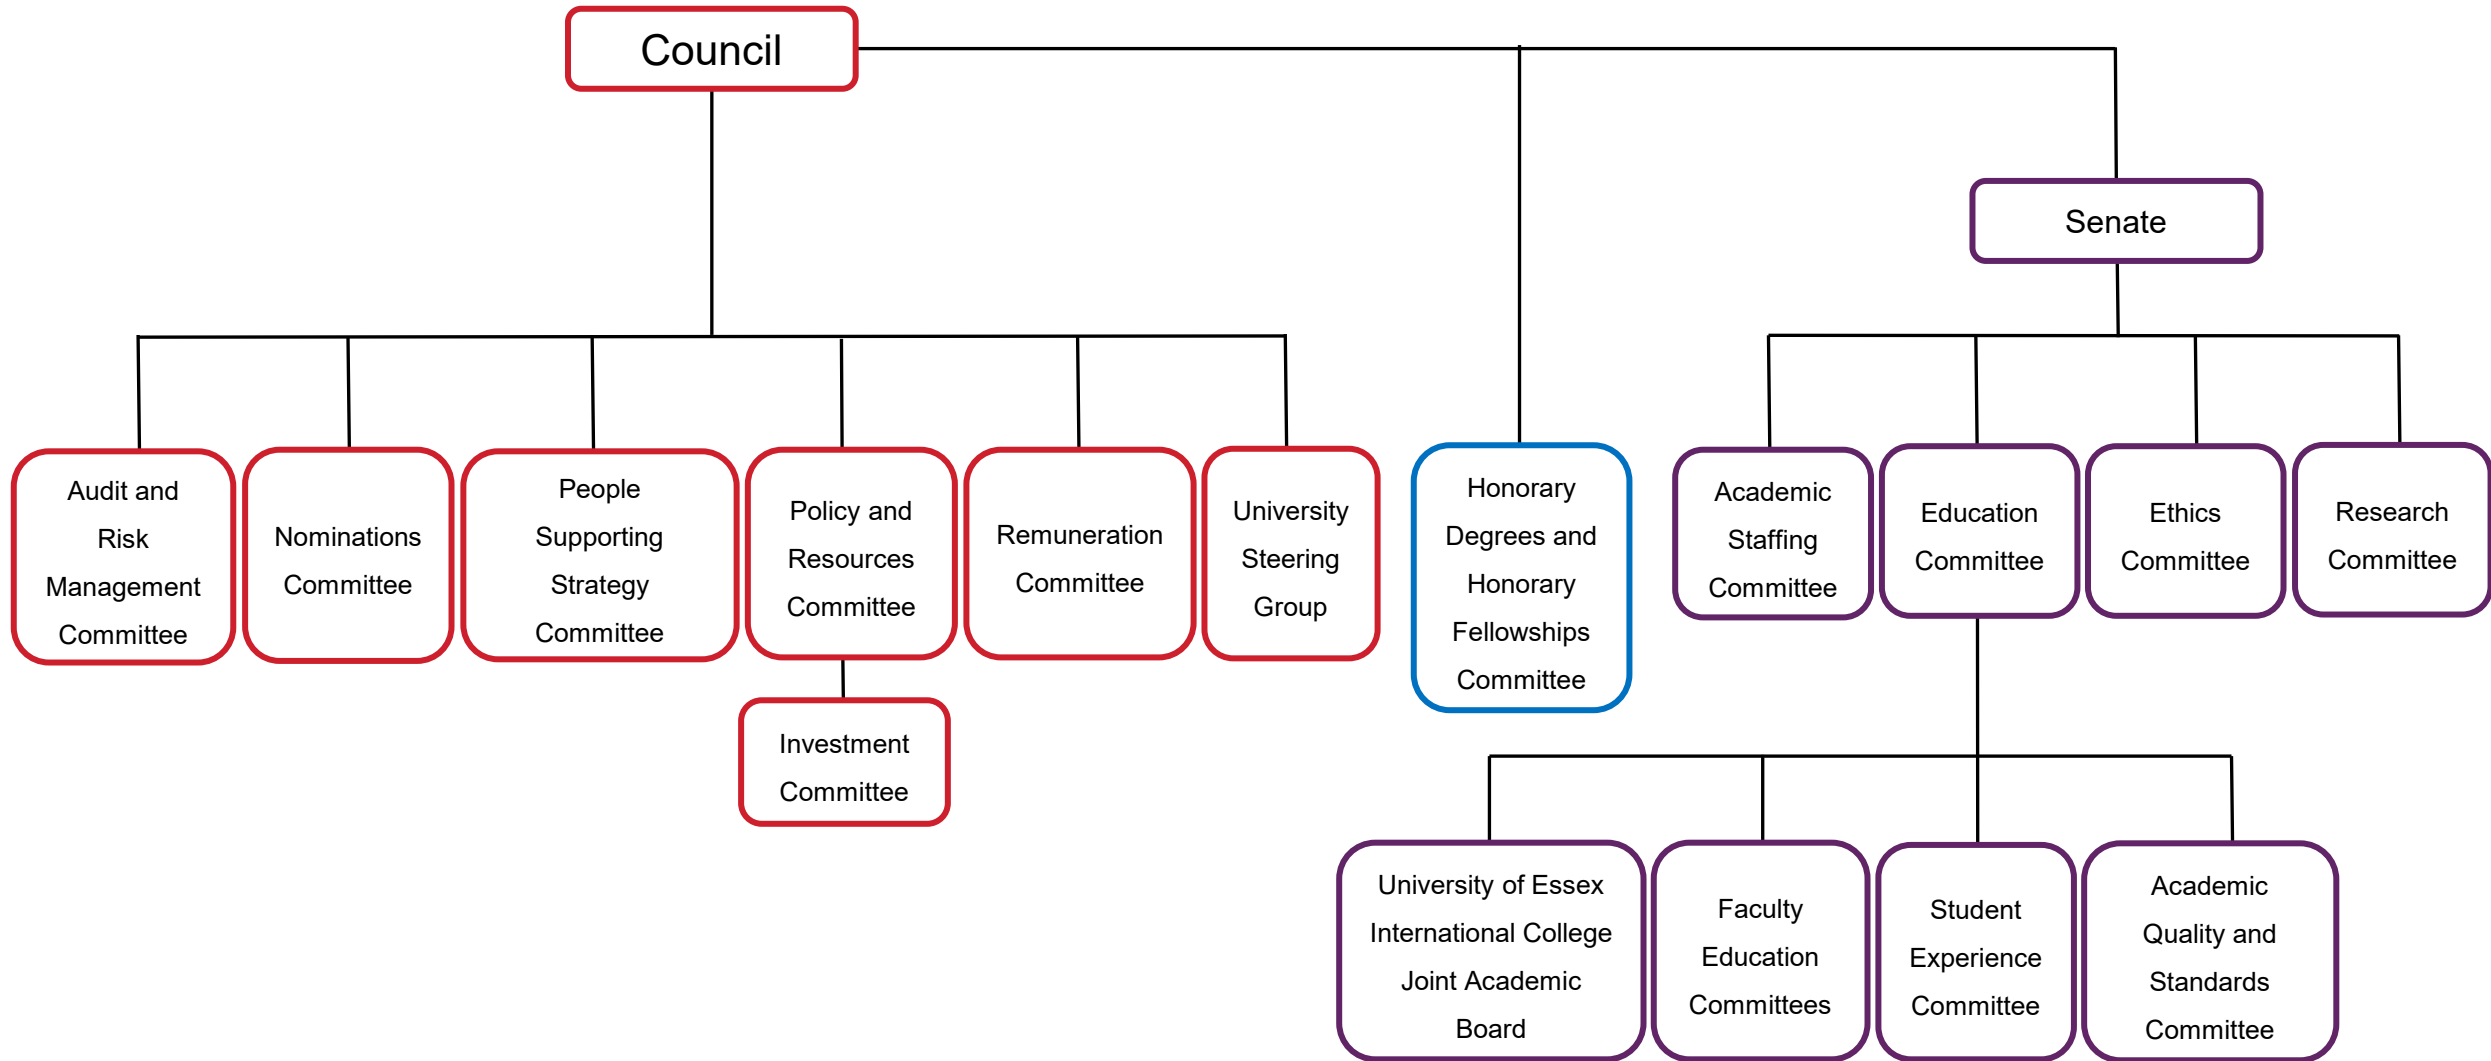 Council
Senate
Audit and
Risk
Management
Committee
Nominations
Committee
People
Supporting
Strategy
Committee
Policy and
Resources
Committee
Remuneration
Committee
University
Steering
Group
Honorary
Degrees and
Honorary
Fellowships
Committee
Academic
Staffing
Committee
Education
Committee
Ethics
Committee
Research
Committee
Investment
Committee
University of Essex
International College
Joint Academic
Board
Faculty
Education
Committees
Student
Experience
Committee
Academic
Quality and
Standards
Committee